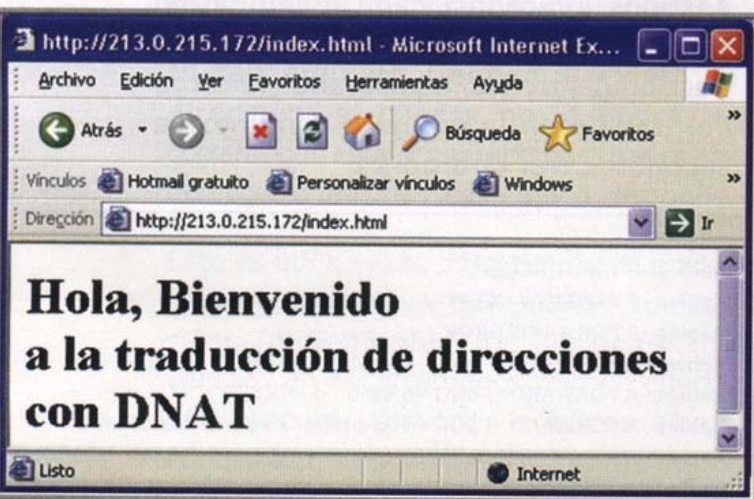 http://213.0.215.172/index.html - Microsoft Internet Ex...
Archivo Edición Ver Favoritos Herramientas Ayuda
Atrás Búsqueda Favoritos »
Vínculos Hotmail gratuito Personalizar vínculos Windows »
Dirección http://213.0.215.172/index.html Ir
Hola, Bienvenido
a la traducción de direcciones
con DNAT
Listo Internet